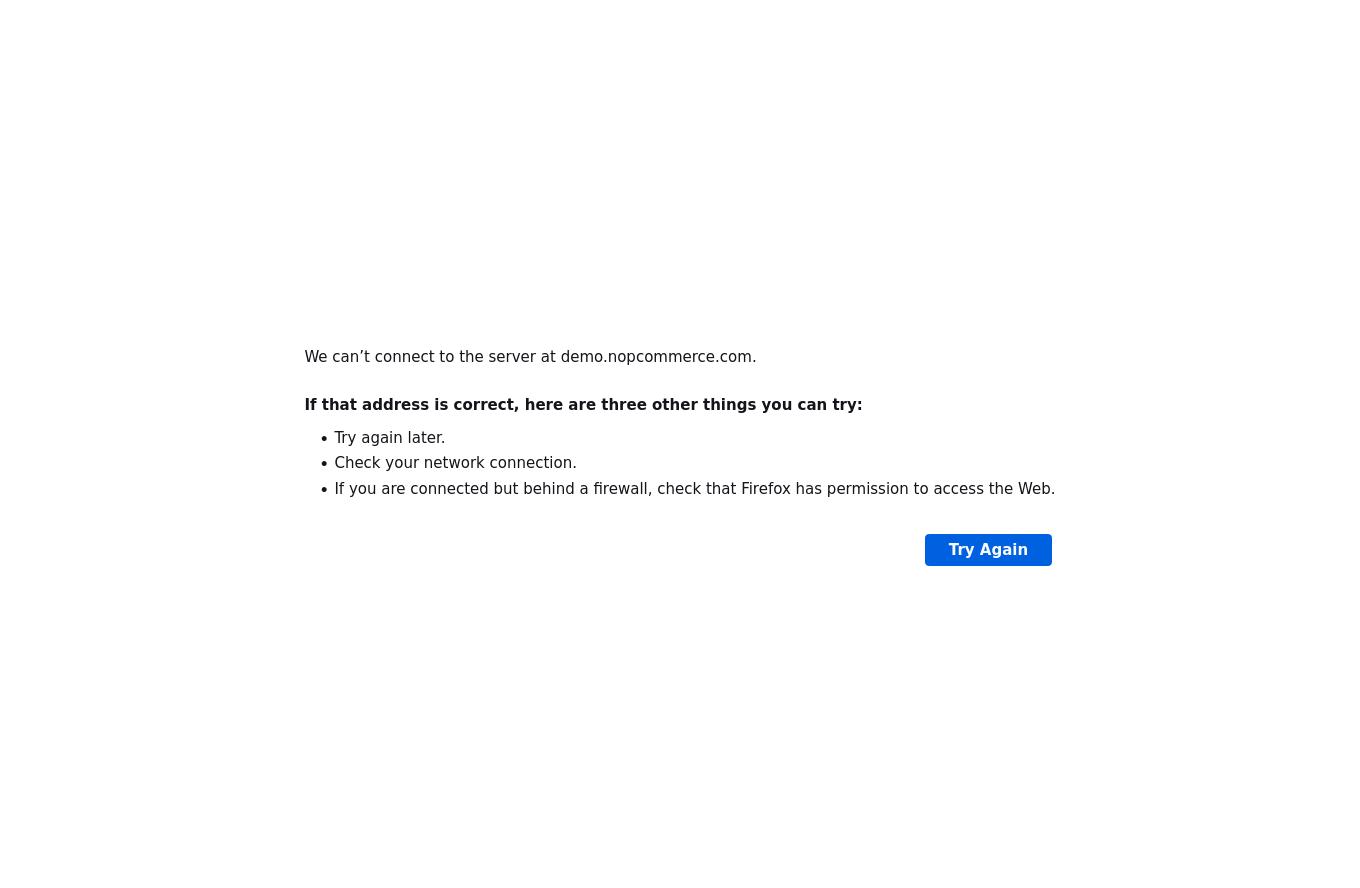 We can’t connect to the server at demo.nopcommerce.com.
If that address is correct, here are three other things you can try:
• Try again later.
• Check your network connection.
• If you are connected but behind a firewall, check that Firefox has permission to access the Web.
Try Again